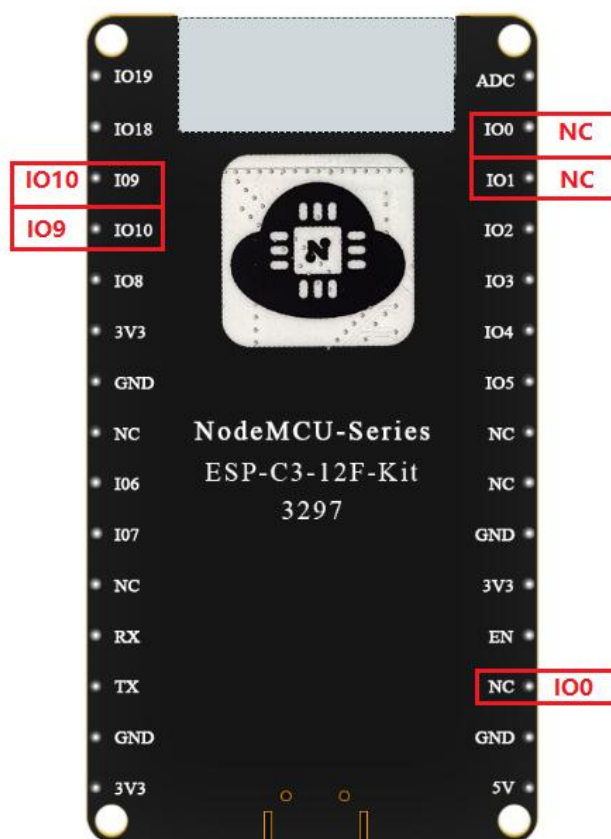 IO19
ADC
IO18
IO0 NC
IO10 I09
IO1 NC
IO9 IO10
IO2
IO8
IO3
3V3
IO4
GND
IO5
NC
NodeMCU-Series
NC
ESP-C3-12F-Kit
I06
NC
3297
I07
GND
NC
3V3
RX
EN
TX
NC IO0
GND
GND
3V3
5V